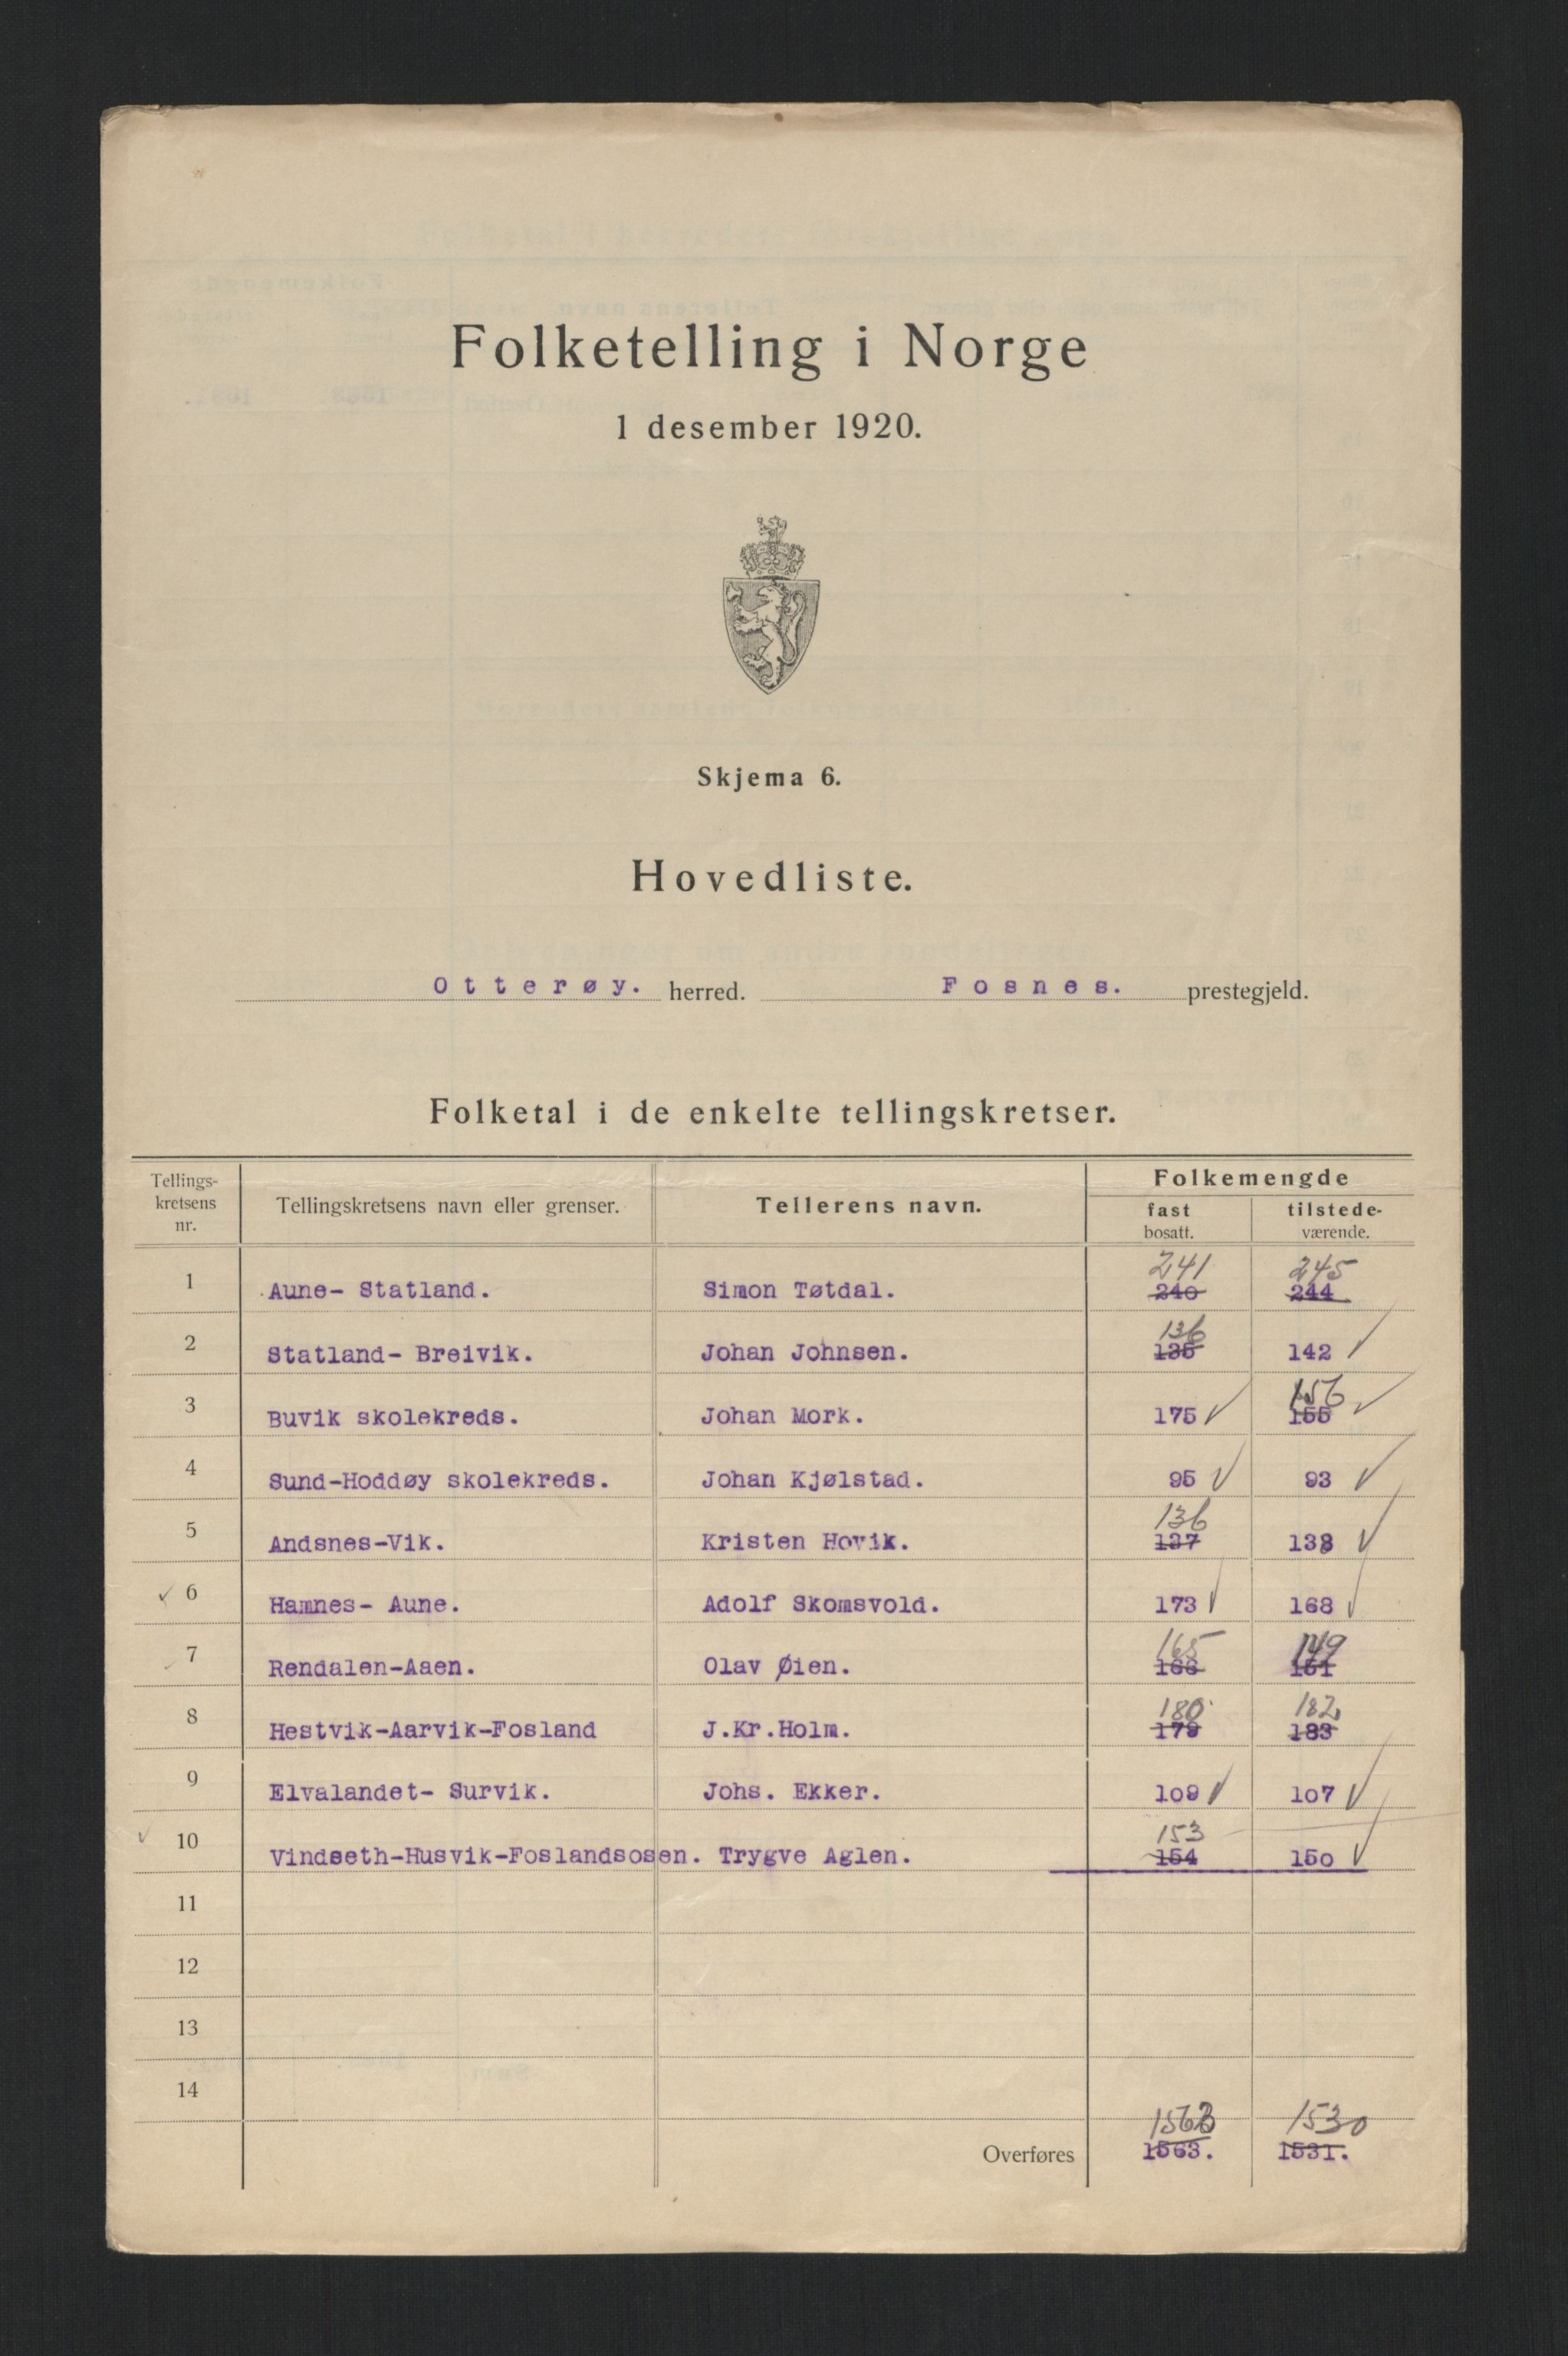 Folketelling i Norge
1 desember 1920.
Skjema 6.
Hovedliste.
Otterøy. herred. Fosnes. prestegjeld.
Folketal i de enkelte tellingskretser.
Tellings-
kretsens
nr.
Tellingskretsens navn eller grenser.
Tellerens navn.
Folkemengde
fast
bosatt.
tilstede-
værende.
241 245
1 Aune- Statland. Simon Tøtdal. 240 244
136
2 Statland- Breivik. Johan Johnsen. 135 142 ✓
156 ✓
3 Buvik skolekreds. Johan Mork. 175 ✓ 155
4 Sund-Hoddøy skolekreds. Johan Kjølstad. 95 ✓ 93 ✓
136
5 Andsnes-Vik. Kristen Hovik. 137 138 ✓
✓ 6 Hamnes- Aune. Adolf Skomsvold. 173 ✓ 168 ✓
165 149
7 Rendalen-Aaen. Olav Øien. 166 151
180 182
8 Hestvik-Aarvik-Fosland J.Kr.Holm. 179 183
9 Elvalandet- Survik. Johs. Ekker. 109 ✓ 107 ✓
153
✓ 10 Vindseth-Husvik-Foslandsosen. Trygve Aglen. 154 150 ✓
11
12
13
14
1563 1530
Overføres 1563. 1531.